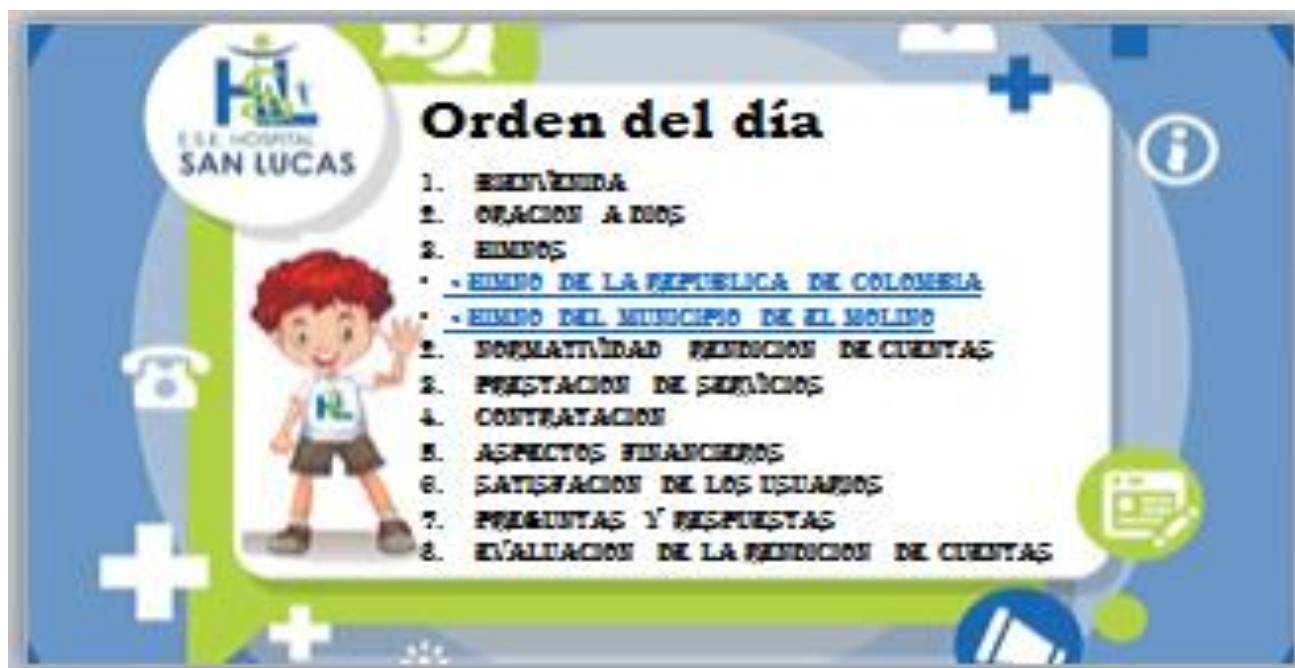 E.S.E. HOSPITAL
SAN LUCAS
Orden del día
1. BIENVENIDA
2. ORACION A DIOS
3. HIMNOS
• - HIMNO DE LA REPUBLICA DE COLOMBIA
• - HIMNO DEL MUNICIPIO DE EL MOLINO
2. NORMATIVIDAD RENDICION DE CUENTAS
3. PRESTACION DE SERVICIOS
4. CONTRATACION
5. ASPECTOS FINANCIEROS
6. SATISFACION DE LOS USUARIOS
7. PREGUNTAS Y RESPUESTAS
8. EVALUACION DE LA RENDICION DE CUENTAS